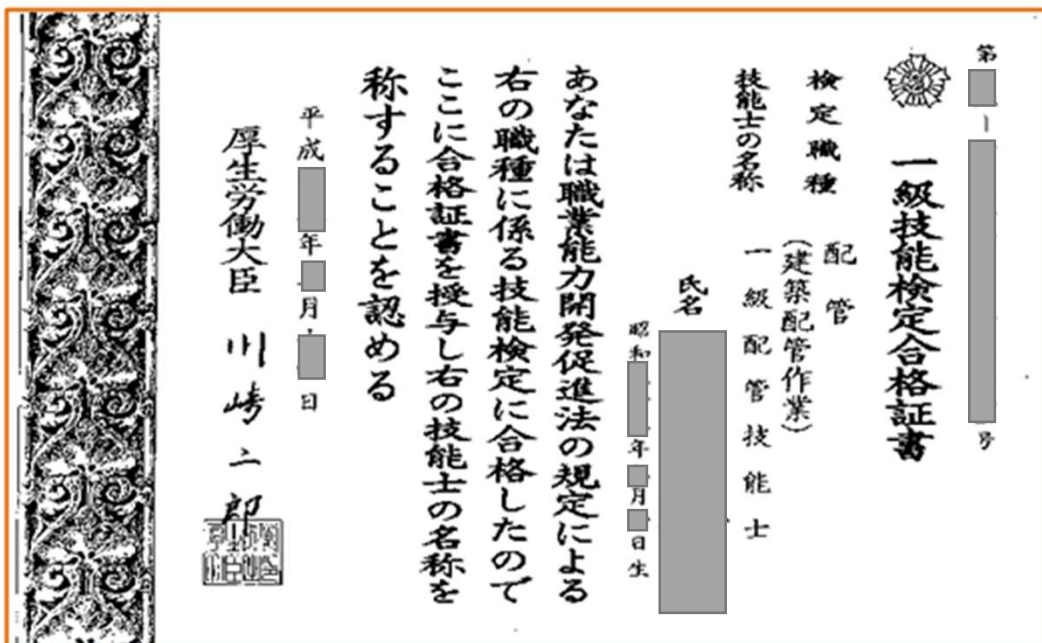 第 ー 号
一級技能検定合格証書
検定職種 配管
(建築配管作業)
技能士の名称 一級配管技能士
氏名
昭和 年 月 日生
あなたは職業能力開発促進法の規定による
右の職種に係る技能検定に合格したので
ここに合格証書を授与し右の技能士の名称を
称することを認める
平成 年 月 日
厚生労働大臣 川崎二郎